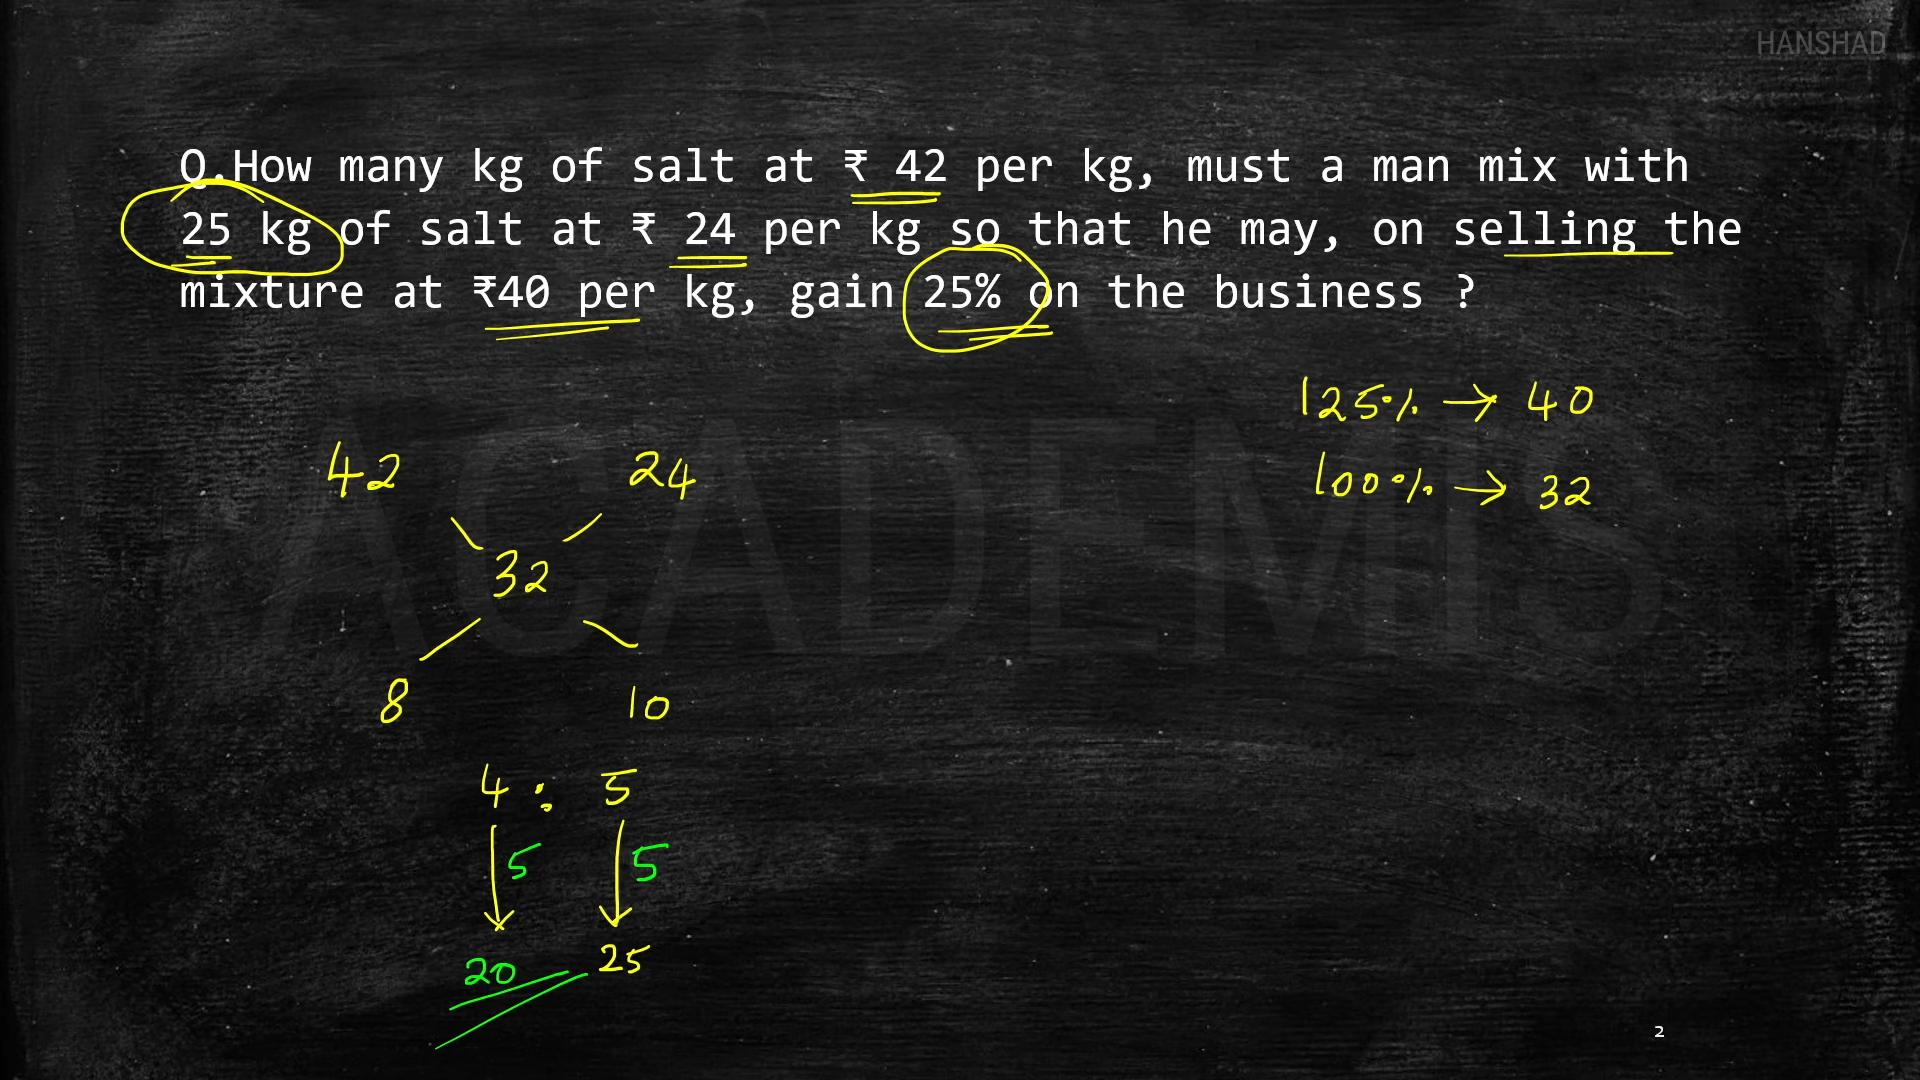 HANSHAD
Q.How many kg of salt at ₹ 42 per kg, must a man mix with
25 kg of salt at ₹ 24 per kg so that he may, on selling the
mixture at ₹40 per kg, gain 25% on the business ?
125% → 40
100% → 32
42 24
32
8 10
4 : 5
5 5
20 25
ACADEMIS
2